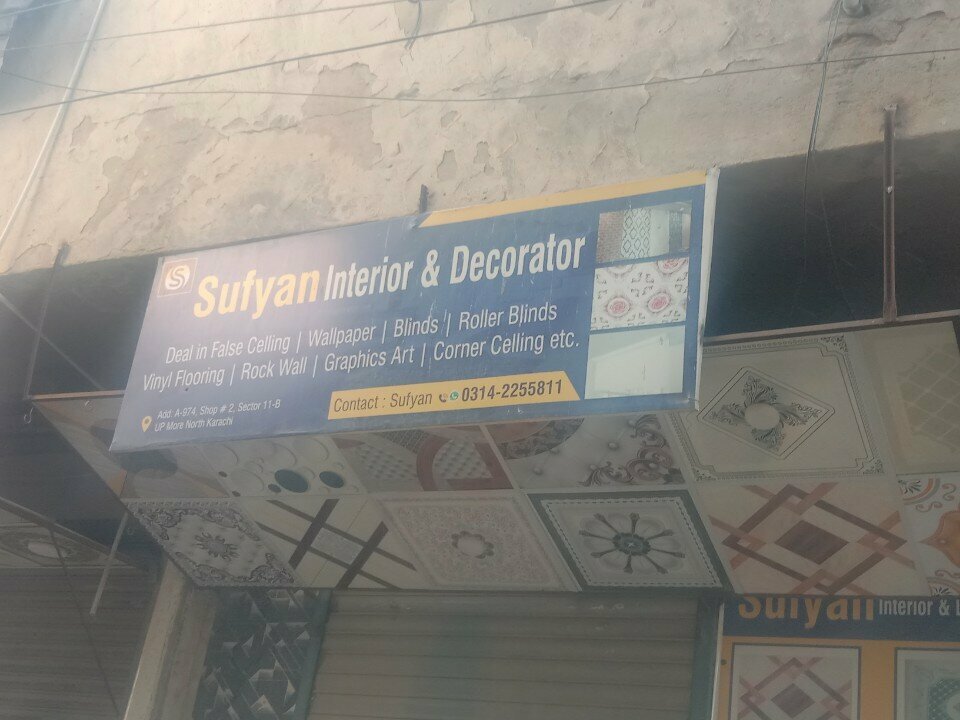 S
Sufyan Interior & Decorator
Deal in False Celling | Wallpaper | Blinds | Roller Blinds
Vinyl Flooring | Rock Wall | Graphics Art | Corner Celling etc.
Contact : Sufyan 0314-2255811
Add: A-974, Shop # 2, Sector 11-B
UP More North Karachi
Sufyan Interior &